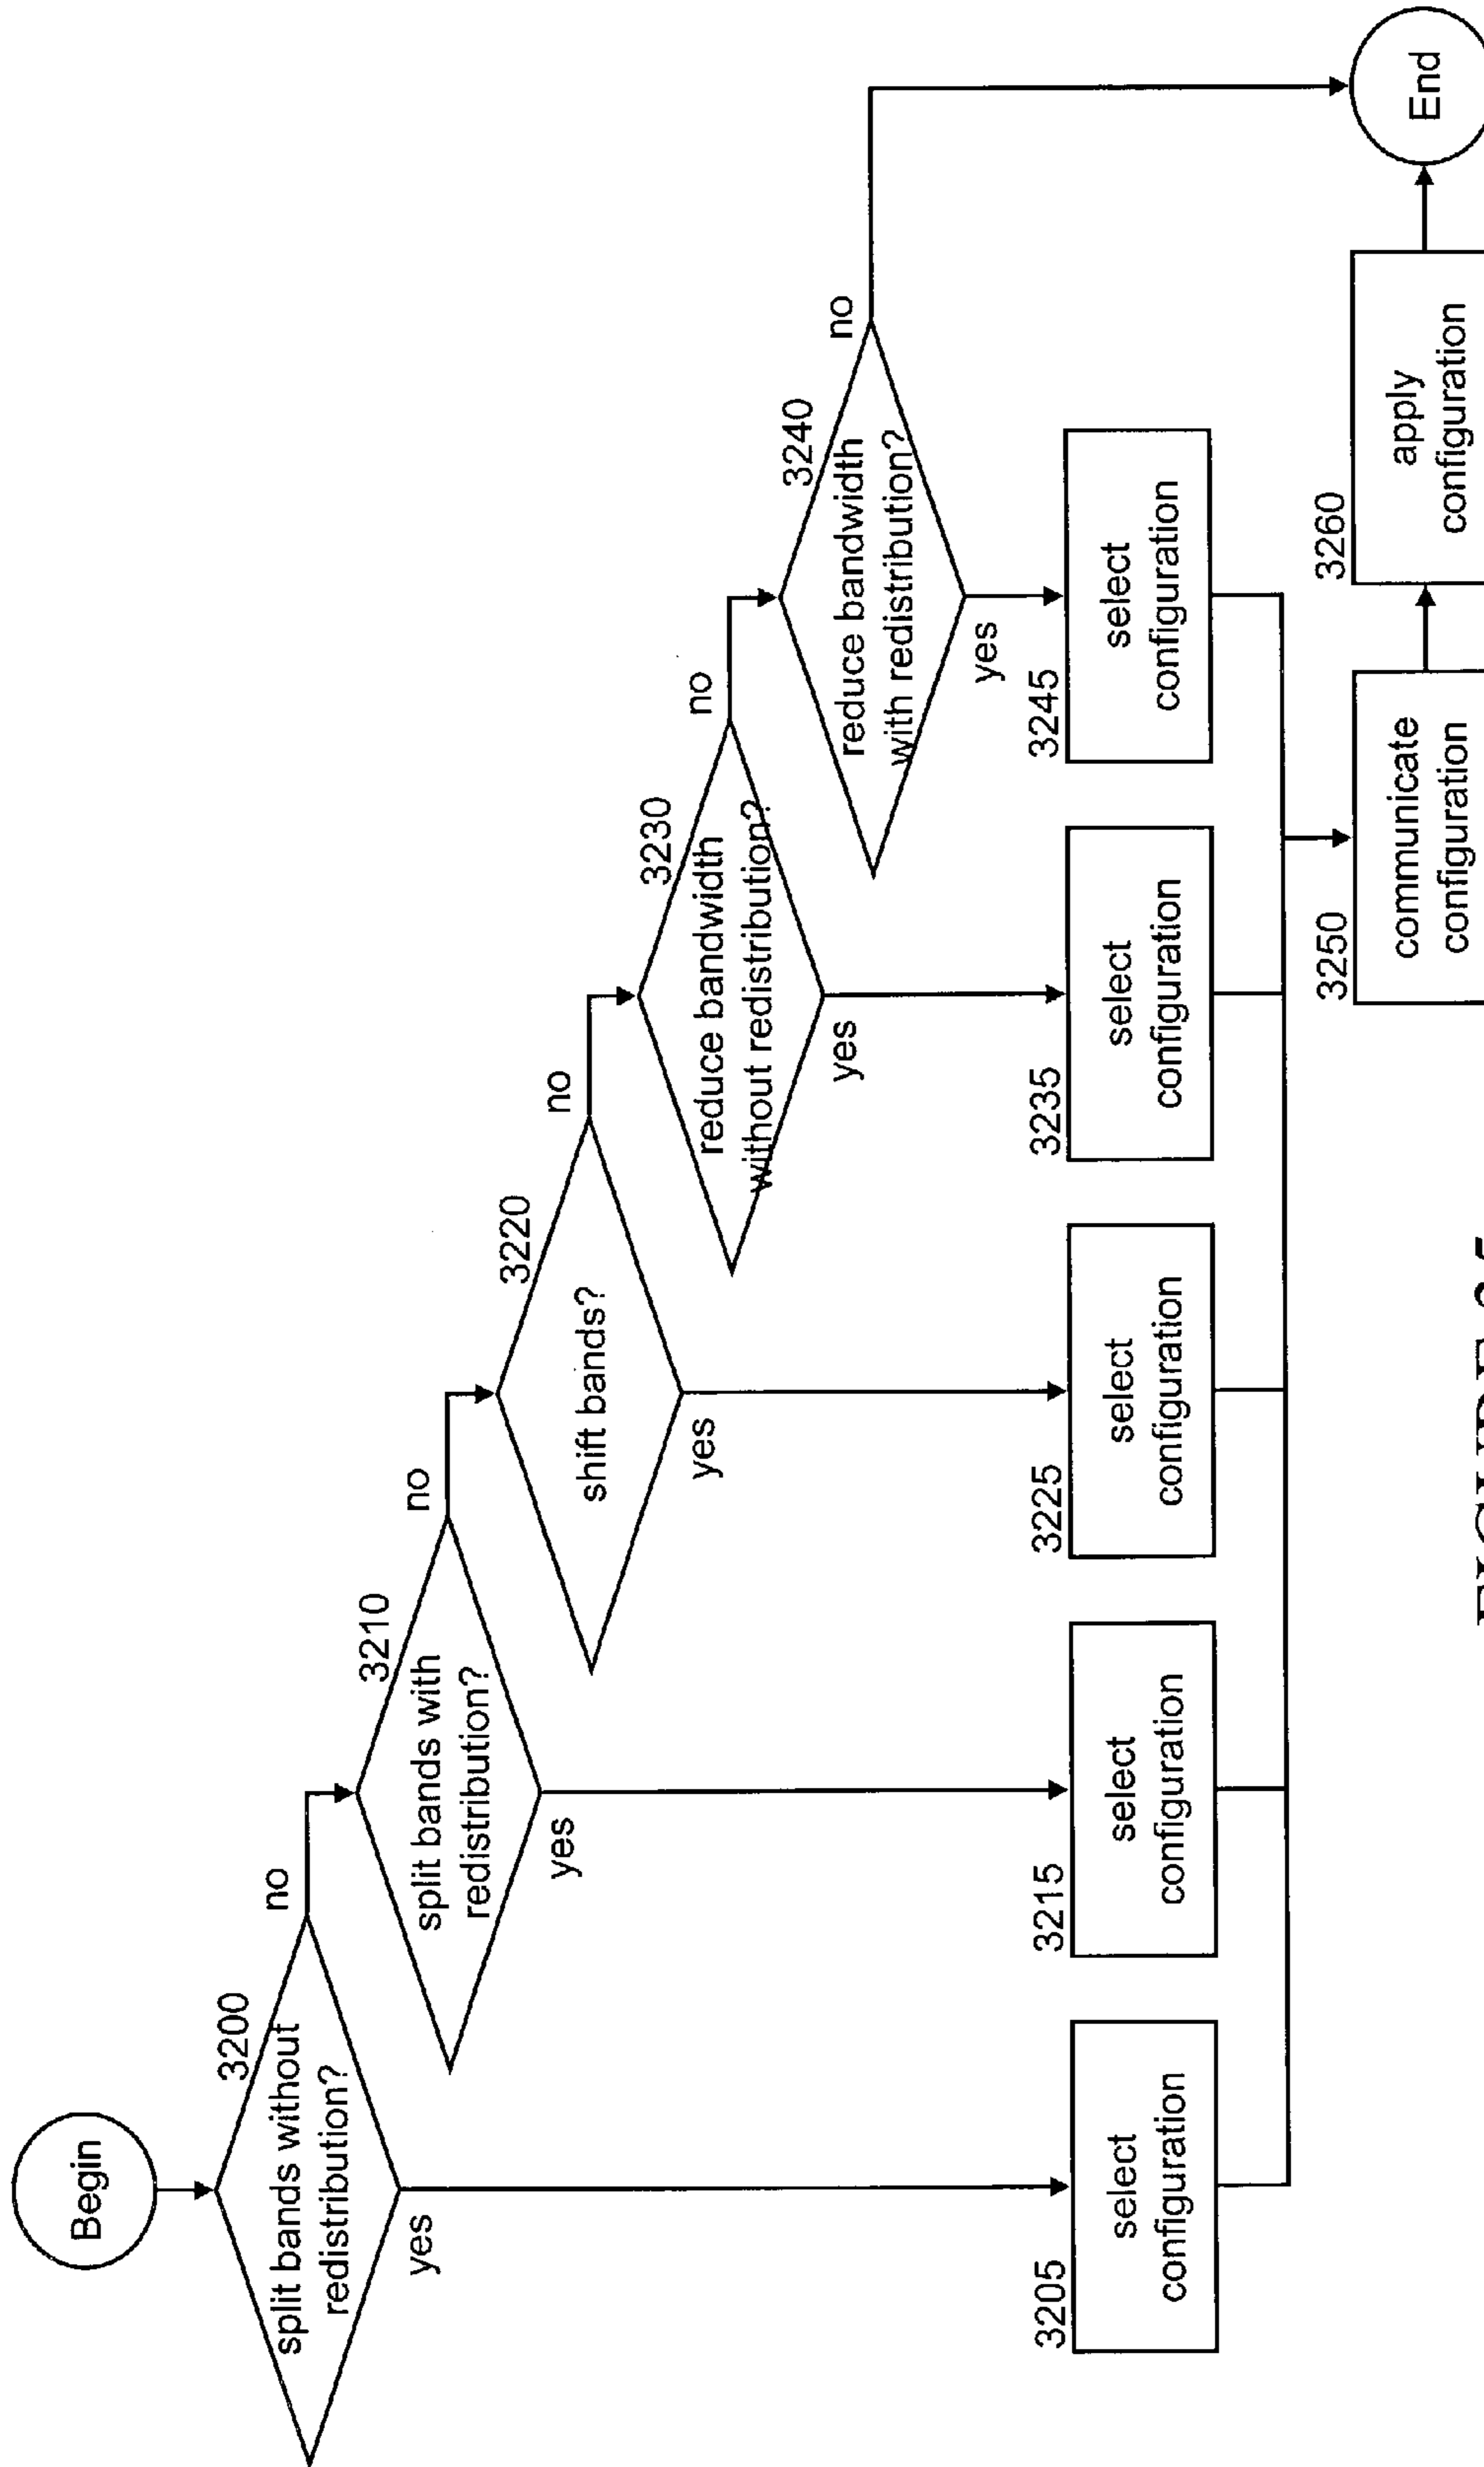 Begin
3200
split bands without
redistribution?
no
yes
3210
split bands with
redistribution?
no
yes
3220
shift bands?
no
yes
3230
reduce bandwidth
without redistribution?
no
yes
3240
reduce bandwidth
with redistribution?
no
yes
3205
select
configuration
3215
select
configuration
3225
select
configuration
3235
select
configuration
3245
select
configuration
3250
communicate
configuration
3260
apply
configuration
End